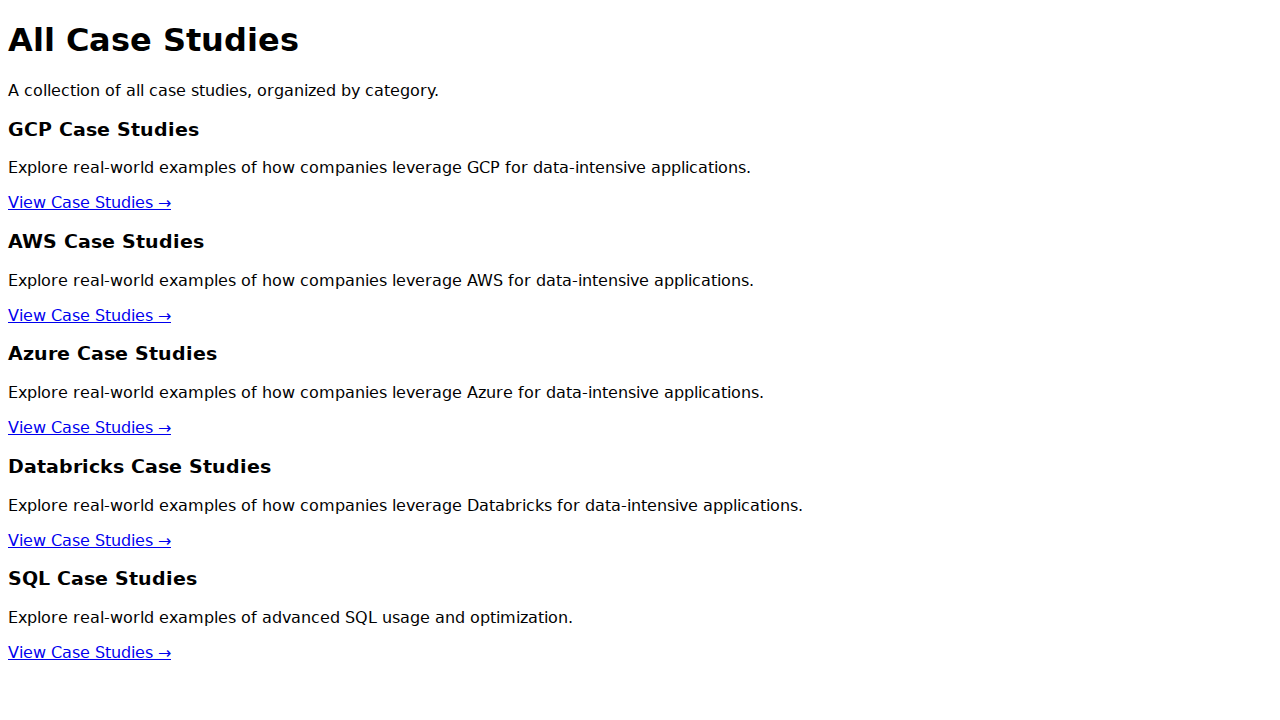 All Case Studies
A collection of all case studies, organized by category.
GCP Case Studies
Explore real-world examples of how companies leverage GCP for data-intensive applications.
View Case Studies →
AWS Case Studies
Explore real-world examples of how companies leverage AWS for data-intensive applications.
View Case Studies →
Azure Case Studies
Explore real-world examples of how companies leverage Azure for data-intensive applications.
View Case Studies →
Databricks Case Studies
Explore real-world examples of how companies leverage Databricks for data-intensive applications.
View Case Studies →
SQL Case Studies
Explore real-world examples of advanced SQL usage and optimization.
View Case Studies →